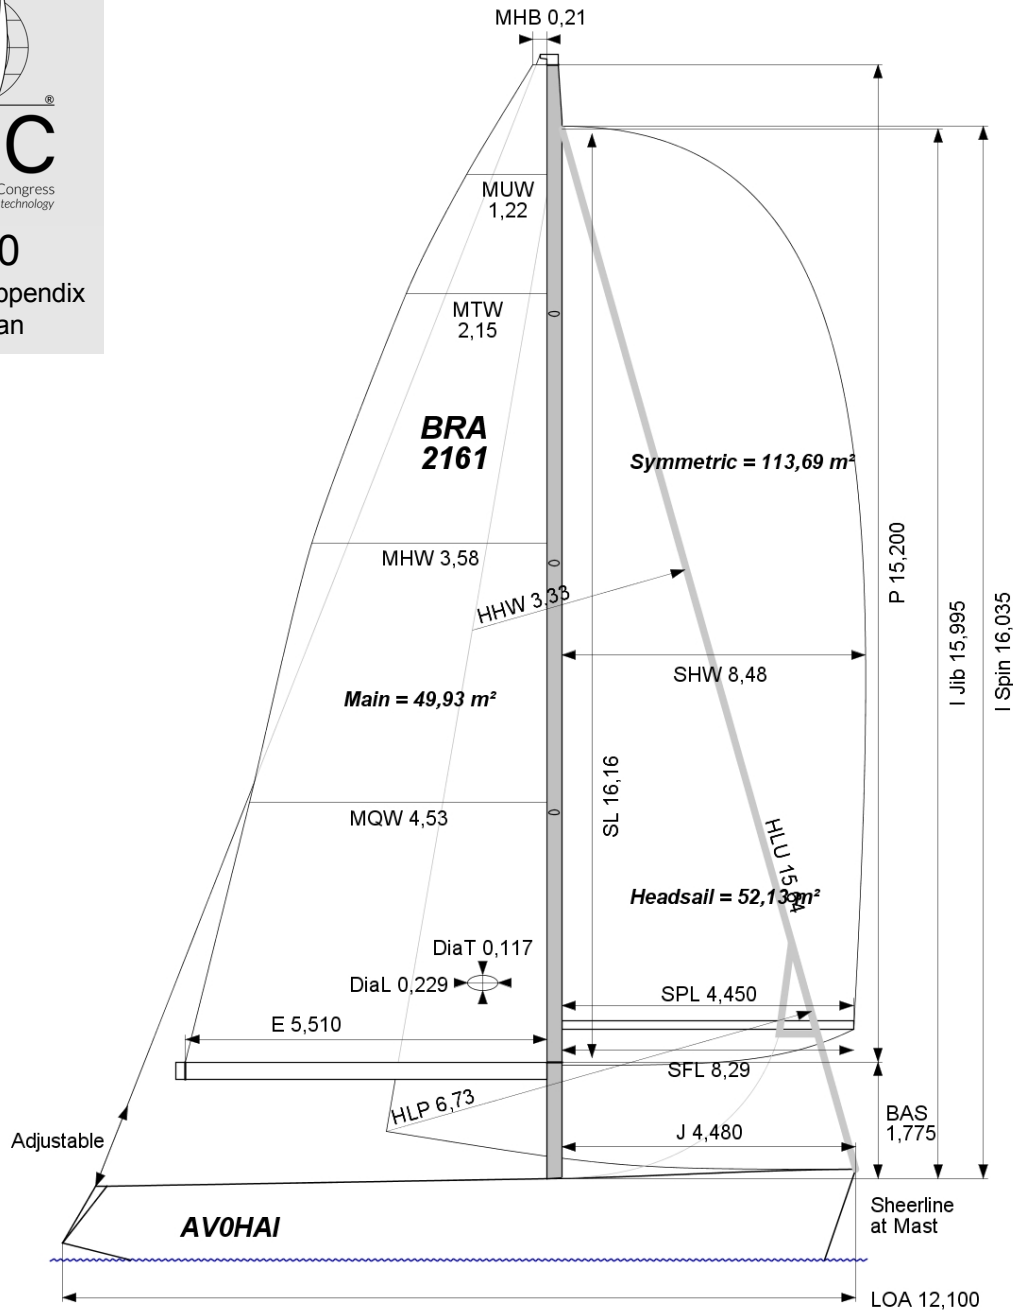 MHB 0,21
®
C
Congress
technology
0
ppendix
an
MUW
1,22
MTW
2,15
BRA
2161
Symmetric = 113,69 m²
MHW 3,58
HHW 3.33
P 15,200
I Jib 15,995
I Spin 16,035
SHW 8,48
Main = 49,93 m²
SL 16,16
MQW 4,53
HLU 15,64
Headsail = 52,13 m²
DiaT 0,117
DiaL 0,229
SPL 4,450
E 5,510
SFL 8,29
HLP 6,73
BAS
1,775
J 4,480
Adjustable
Sheerline
at Mast
AV0HAI
LOA 12,100